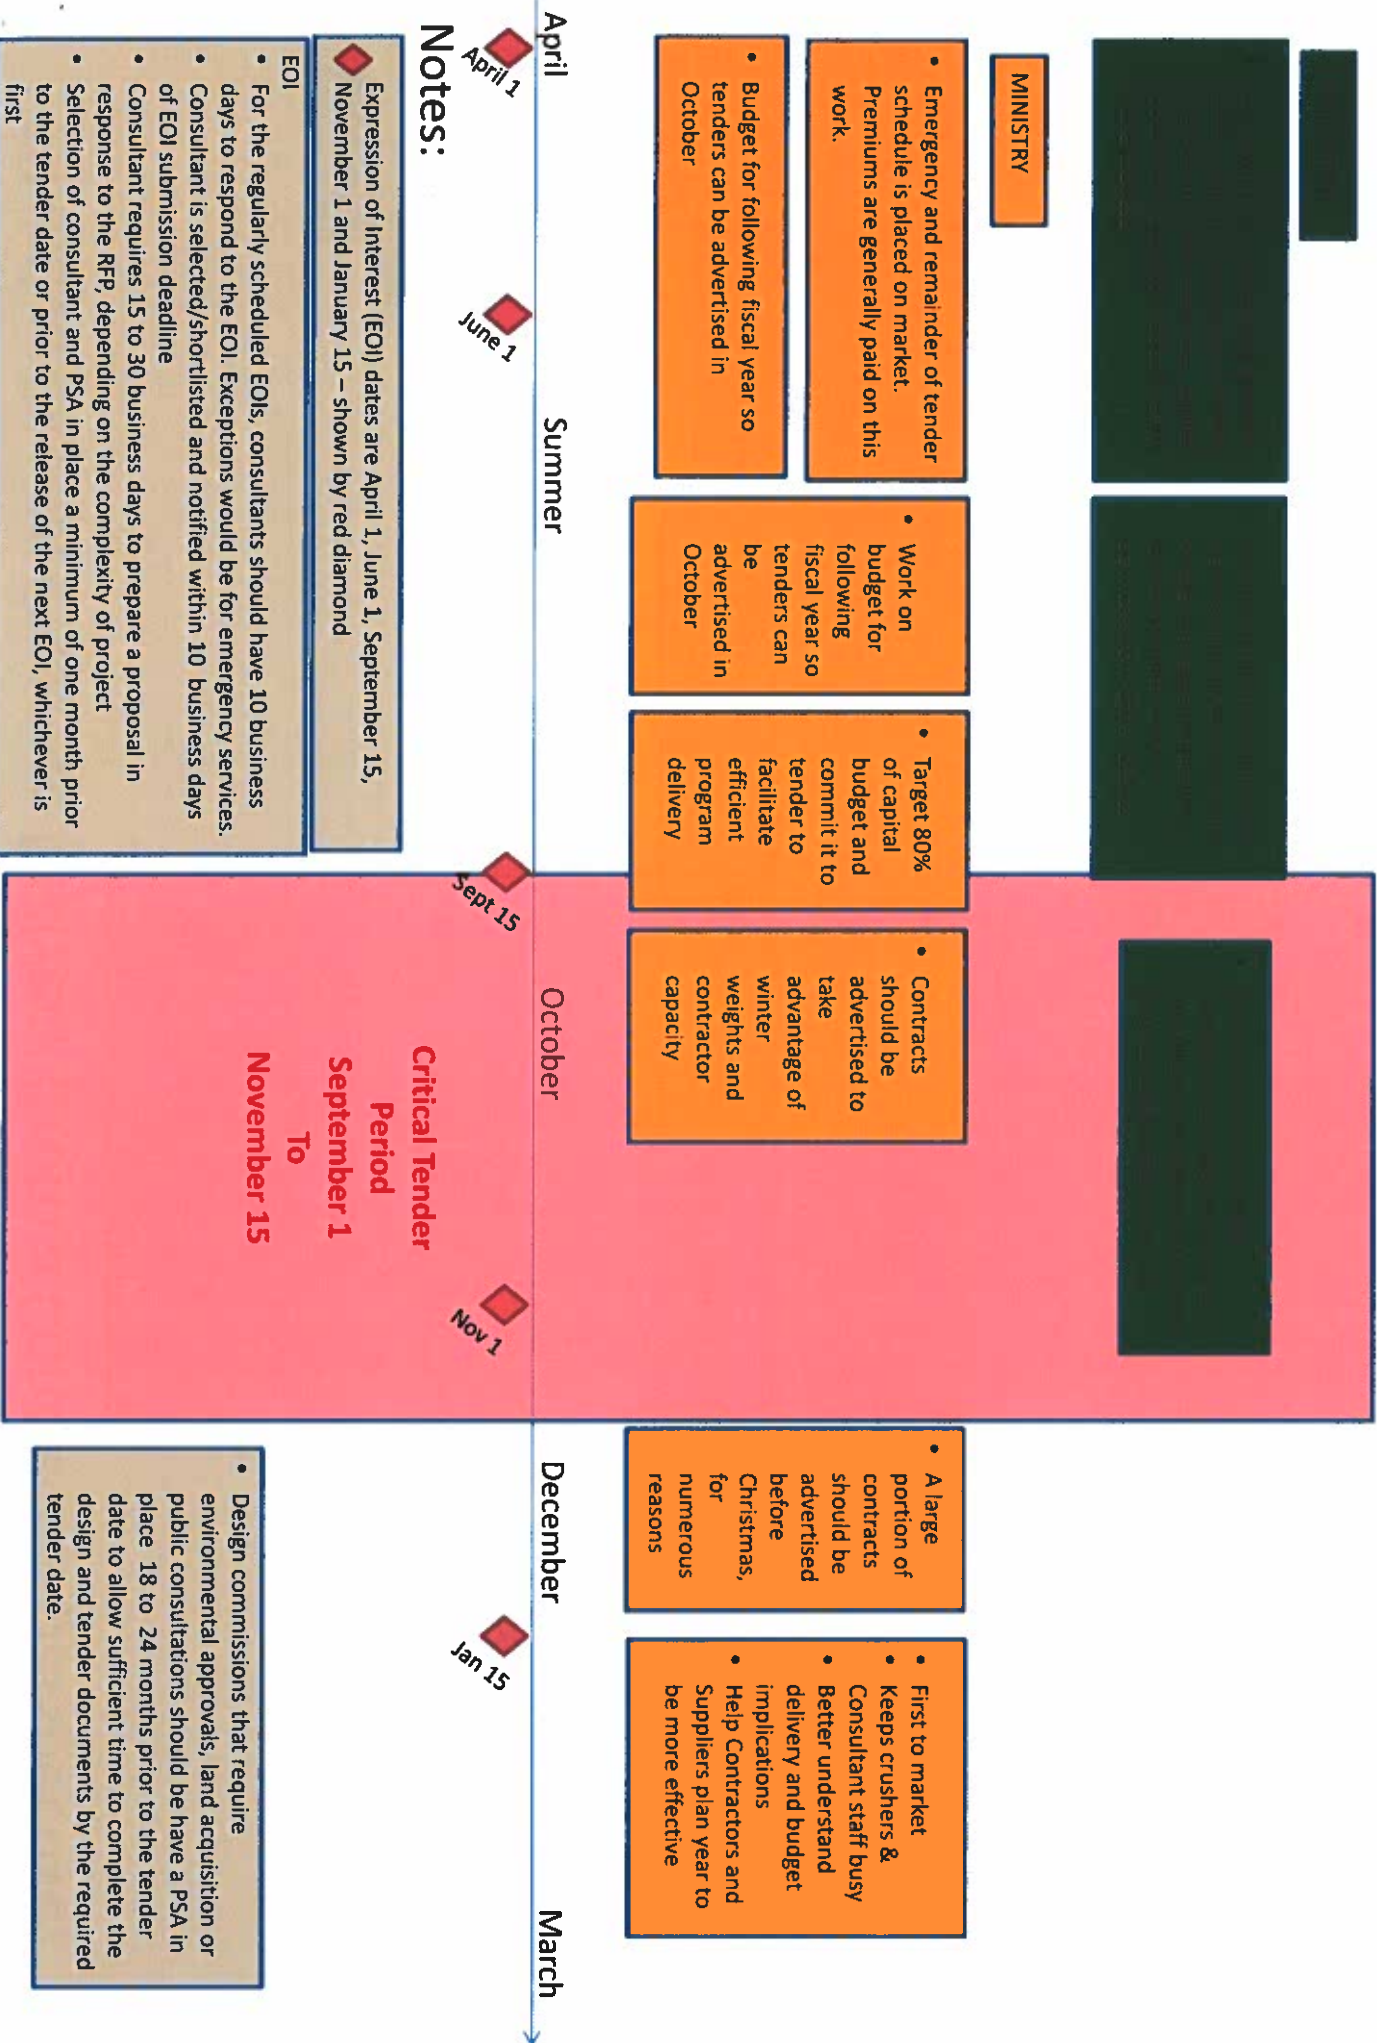 MINISTRY
• Emergency and remainder of tender
schedule is placed on market.
Premiums are generally paid on this
work.
• Budget for following fiscal year so
tenders can be advertised in
October
• Work on
budget for
following
fiscal year so
tenders can
be
advertised in
October
• Target 80%
of capital
budget and
commit it to
tender to
facilitate
efficient
program
delivery
• Contracts
should be
advertised to
take
advantage of
winter
weights and
contractor
capacity
• A large
portion of
contracts
should be
advertised
before
Christmas,
for
numerous
reasons
• First to market
• Keeps crushers &
Consultant staff busy
• Better understand
delivery and budget
implications
• Help Contractors and
Suppliers plan year to
be more effective
April
Summer
October
December
March
April 1
June 1
Sept 15
Nov 1
Jan 15
Notes:
Expression of Interest (EOI) dates are April 1, June 1, September 15,
November 1 and January 15 – shown by red diamond
EOI
• For the regularly scheduled EOIs, consultants should have 10 business
days to respond to the EOI. Exceptions would be for emergency services.
• Consultant is selected/shortlisted and notified within 10 business days
of EOI submission deadline
• Consultant requires 15 to 30 business days to prepare a proposal in
response to the RFP, depending on the complexity of project
• Selection of consultant and PSA in place a minimum of one month prior
to the tender date or prior to the release of the next EOI, whichever is
first
Critical Tender
Period
September 1
To
November 15
• Design commissions that require
environmental approvals, land acquisition or
public consultations should be have a PSA in
place 18 to 24 months prior to the tender
date to allow sufficient time to complete the
design and tender documents by the required
tender date.